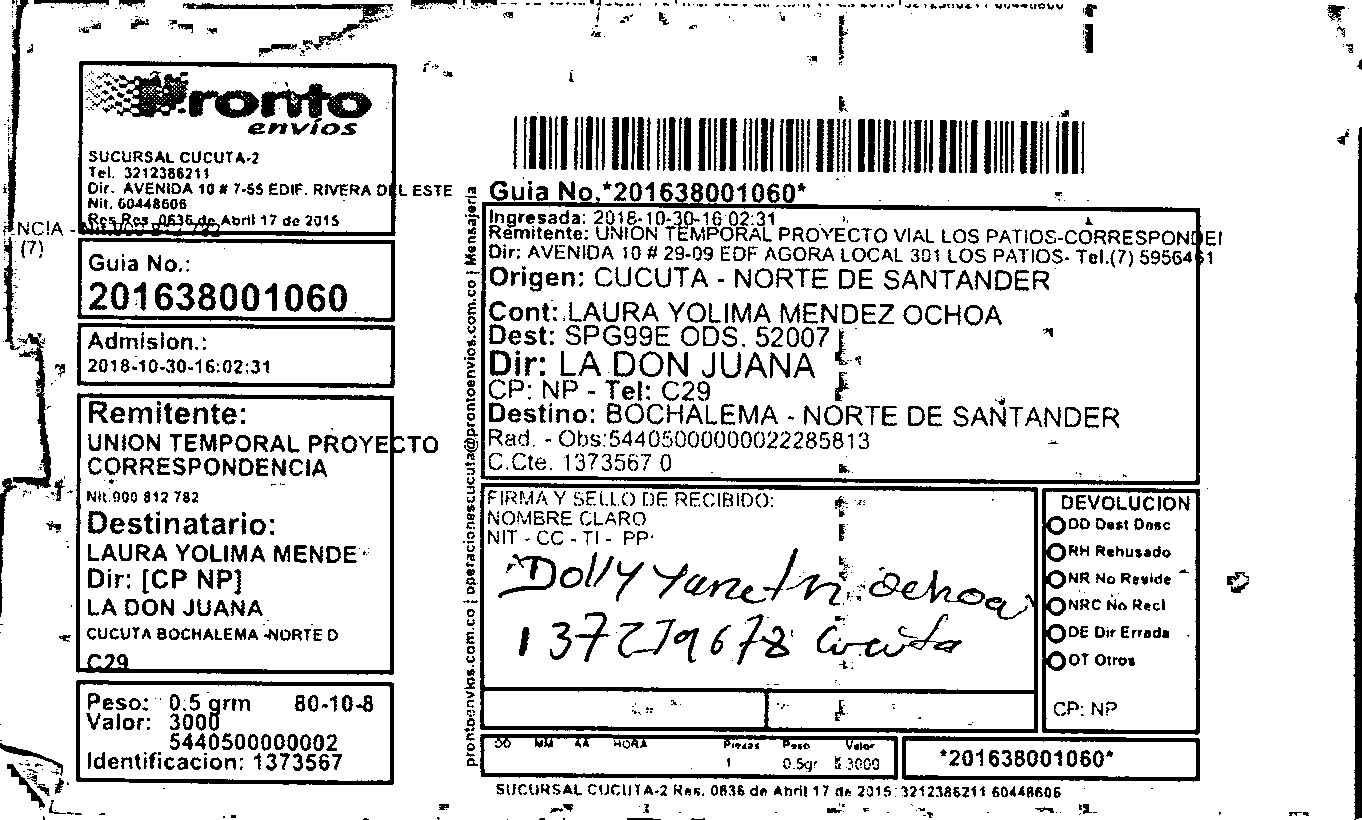 Pronto
envíos
SUCURSAL CUCUTA-2
Tel. 3212386211
Dir. AVENIDA 10 # 7-55 EDIF. RIVERA DEL ESTE
Nit. 60448606
Res.Res. 0636 de Abril 17 de 2015
NCIA -
(7)
Guia No.:
201638001060
Admision.:
2018-10-30-16:02:31
Remitente:
UNION TEMPORAL PROYECTO
CORRESPONDENCIA
Nit.900 812 782
Destinatario:
LAURA YOLIMA MENDE
Dir: [CP NP]
LA DON JUANA
CUCUTA BOCHALEMA -NORTE D
C29
Peso: 0.5 grm 80-10-8
Valor: 3000
5440500000002
Identificacion: 1373567
prontoenvios.com.co | operacionescucuta@prontoenvios.com.co | Mensajeria
Guia No.*201638001060*
Ingresada: 2018-10-30-16:02:31
Remitente: UNION TEMPORAL PROYECTO VIAL LOS PATIOS-CORRESPONDEI
Dir: AVENIDA 10 # 29-09 EDF AGORA LOCAL 301 LOS PATIOS- Tel.(7) 5956461
Origen: CUCUTA - NORTE DE SANTANDER
Cont: LAURA YOLIMA MENDEZ OCHOA
Dest: SPG99E ODS. 52007
Dir: LA DON JUANA
CP: NP - Tel: C29
Destino: BOCHALEMA - NORTE DE SANTANDER
Rad. - Obs:54405000000022285813
C.Cte. 1373567 0
FIRMA Y SELLO DE RECIBIDO:
NOMBRE CLARO
NIT - CC - TI - PP
Dolly Yaneth ochoa
137279678 Cucuta
DEVOLUCION
DD Dest Desc
RH Rehusado
NR No Reside
NRC No Recl
DE Dir Errada
OT Otros
CP: NP
DD MM AA HORA Piezas Peso Valor
1 0.5gr $ 3000
*201638001060*
SUCURSAL CUCUTA-2 Res. 0636 de Abril 17 de 2015 3212386211 60448606